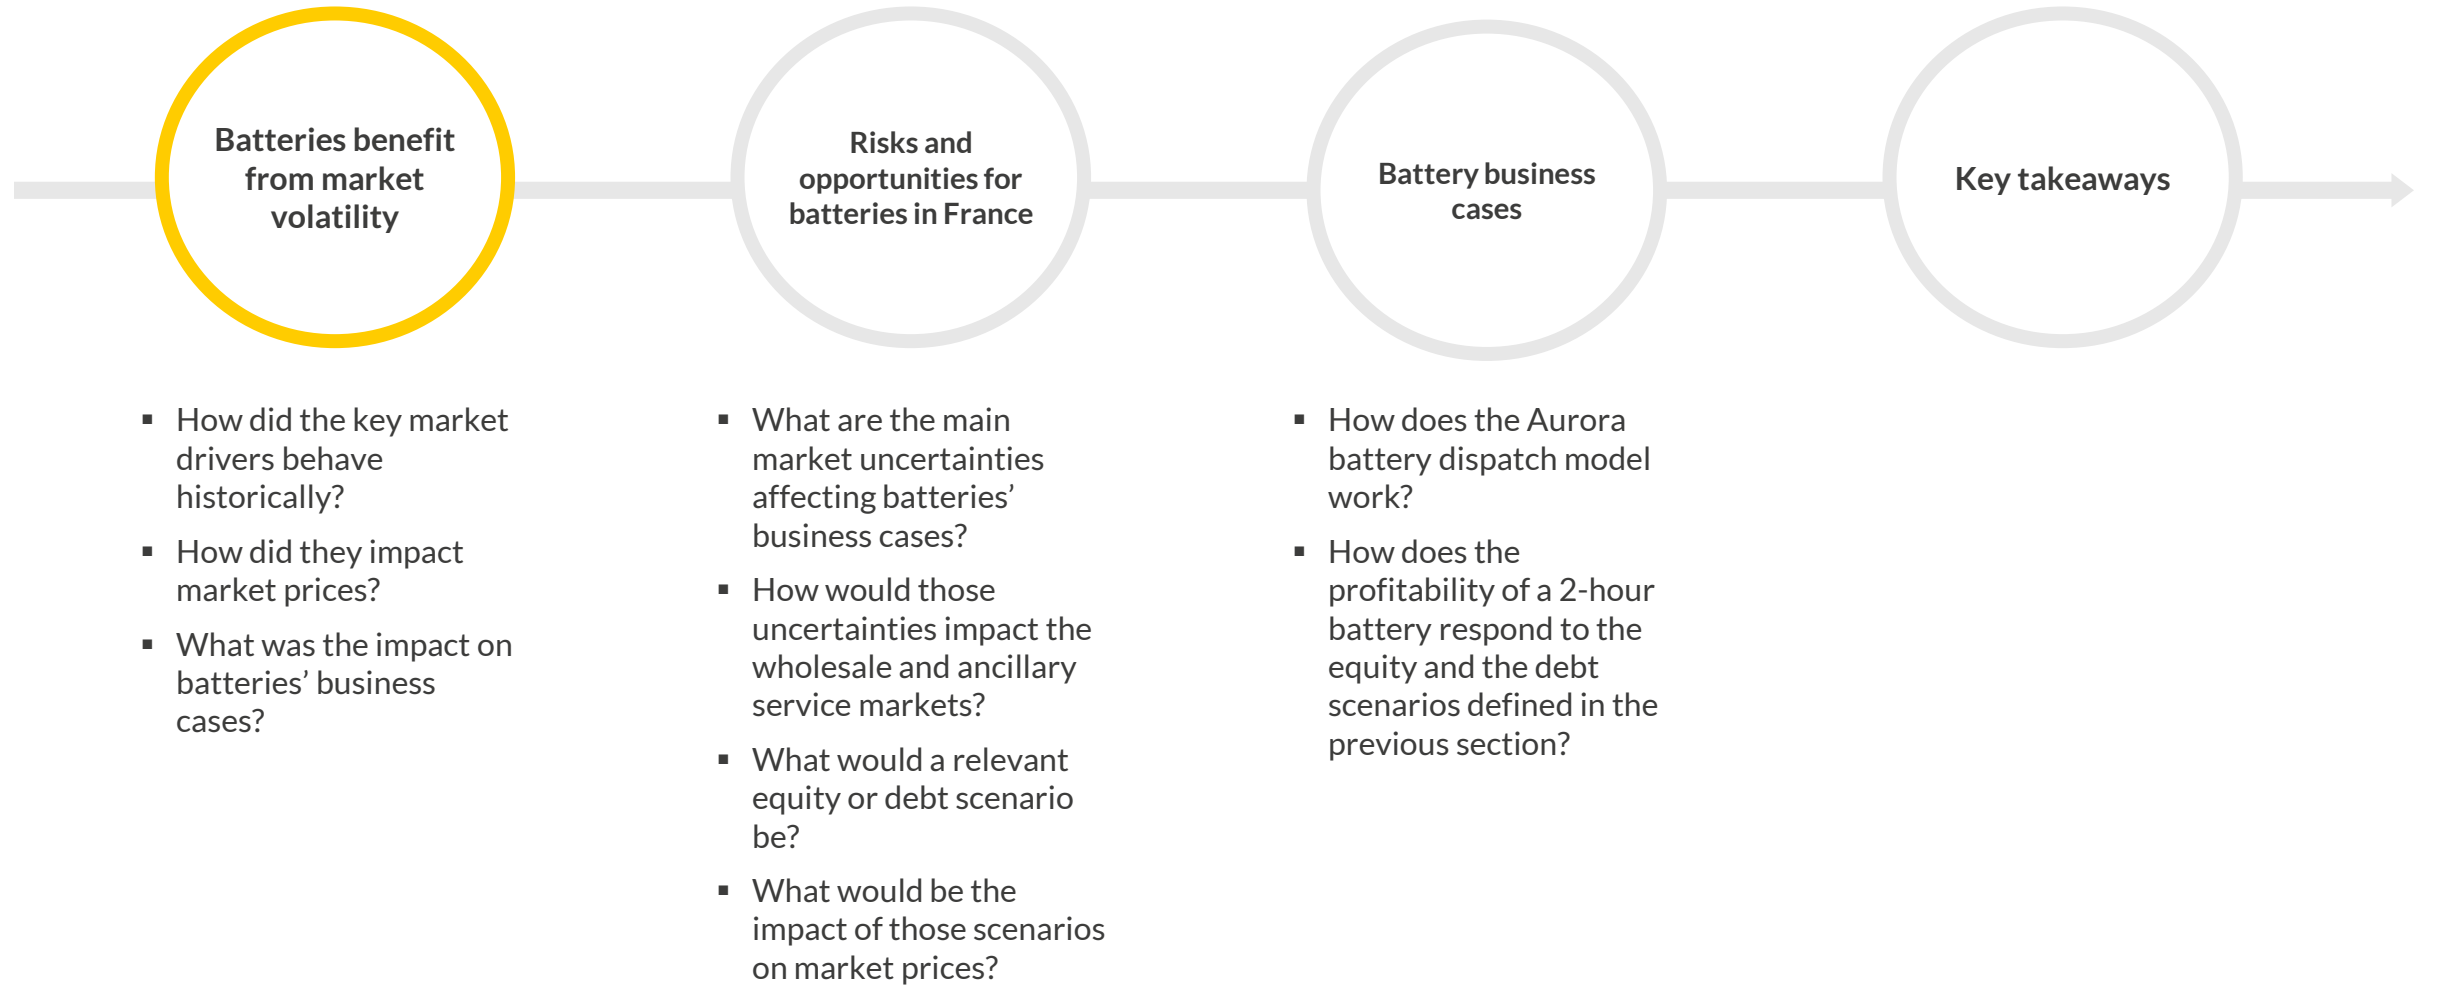 Batteries benefit
from market
volatility
Risks and
opportunities for
batteries in France
Battery business
cases
Key takeaways
▪ How did the key market
drivers behave
historically?
▪ How did they impact
market prices?
▪ What was the impact on
batteries’ business
cases?
▪ What are the main
market uncertainties
affecting batteries’
business cases?
▪ How would those
uncertainties impact the
wholesale and ancillary
service markets?
▪ What would a relevant
equity or debt scenario
be?
▪ What would be the
impact of those scenarios
on market prices?
▪ How does the Aurora
battery dispatch model
work?
▪ How does the
profitability of a 2-hour
battery respond to the
equity and the debt
scenarios defined in the
previous section?